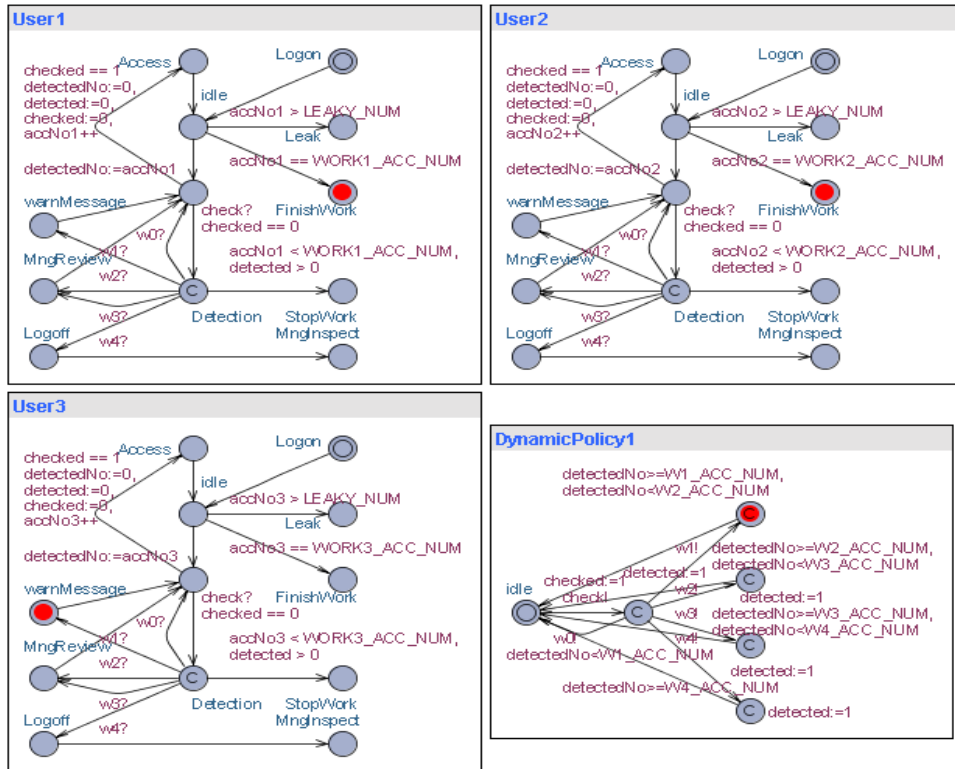 User1
Access
Logon
checked == 1
detectedNo:=0,
detected:=0,
checked:=0,
accNo1++
idle
accNo1 > LEAKY_NUM
Leak
accNo1 == WORK1_ACC_NUM
detectedNo:=accNo1
warnMessage
FinishWork
check?
checked == 0
w0?
w1?
MngReview
w2?
accNo1 < WORK1_ACC_NUM,
detected > 0
w3?
Detection
StopWork
Logoff
MngInspect
w4?
User2
Access
Logon
checked == 1
detectedNo:=0,
detected:=0,
checked:=0,
accNo2++
idle
accNo2 > LEAKY_NUM
Leak
accNo2 == WORK2_ACC_NUM
detectedNo:=accNo2
warnMessage
FinishWork
check?
checked == 0
w0?
w1?
MngReview
w2?
accNo2 < WORK2_ACC_NUM,
detected > 0
w3?
Detection
StopWork
Logoff
MngInspect
w4?
User3
Access
Logon
checked == 1
detectedNo:=0,
detected:=0,
checked:=0,
accNo3++
idle
accNo3 > LEAKY_NUM
Leak
accNo3 == WORK3_ACC_NUM
detectedNo:=accNo3
warnMessage
FinishWork
check?
checked == 0
w0?
w1?
MngReview
w2?
accNo3 < WORK3_ACC_NUM,
detected > 0
w3?
Detection
StopWork
Logoff
MngInspect
w4?
C
C
C
DynamicPolicy1
detectedNo>=W1_ACC_NUM,
detectedNo<W2_ACC_NUM
C
w1!
detectedNo>=W2_ACC_NUM,
detectedNo<W3_ACC_NUM
idle
checked:=1
detected:=1
check!
w2!
C
detected:=1
w3!
detectedNo>=W3_ACC_NUM,
detectedNo<W4_ACC_NUM
C
w0!
w4!
C
detectedNo<W1_ACC_NUM
detected:=1
detectedNo>=W4_ACC_NUM
C
detected:=1